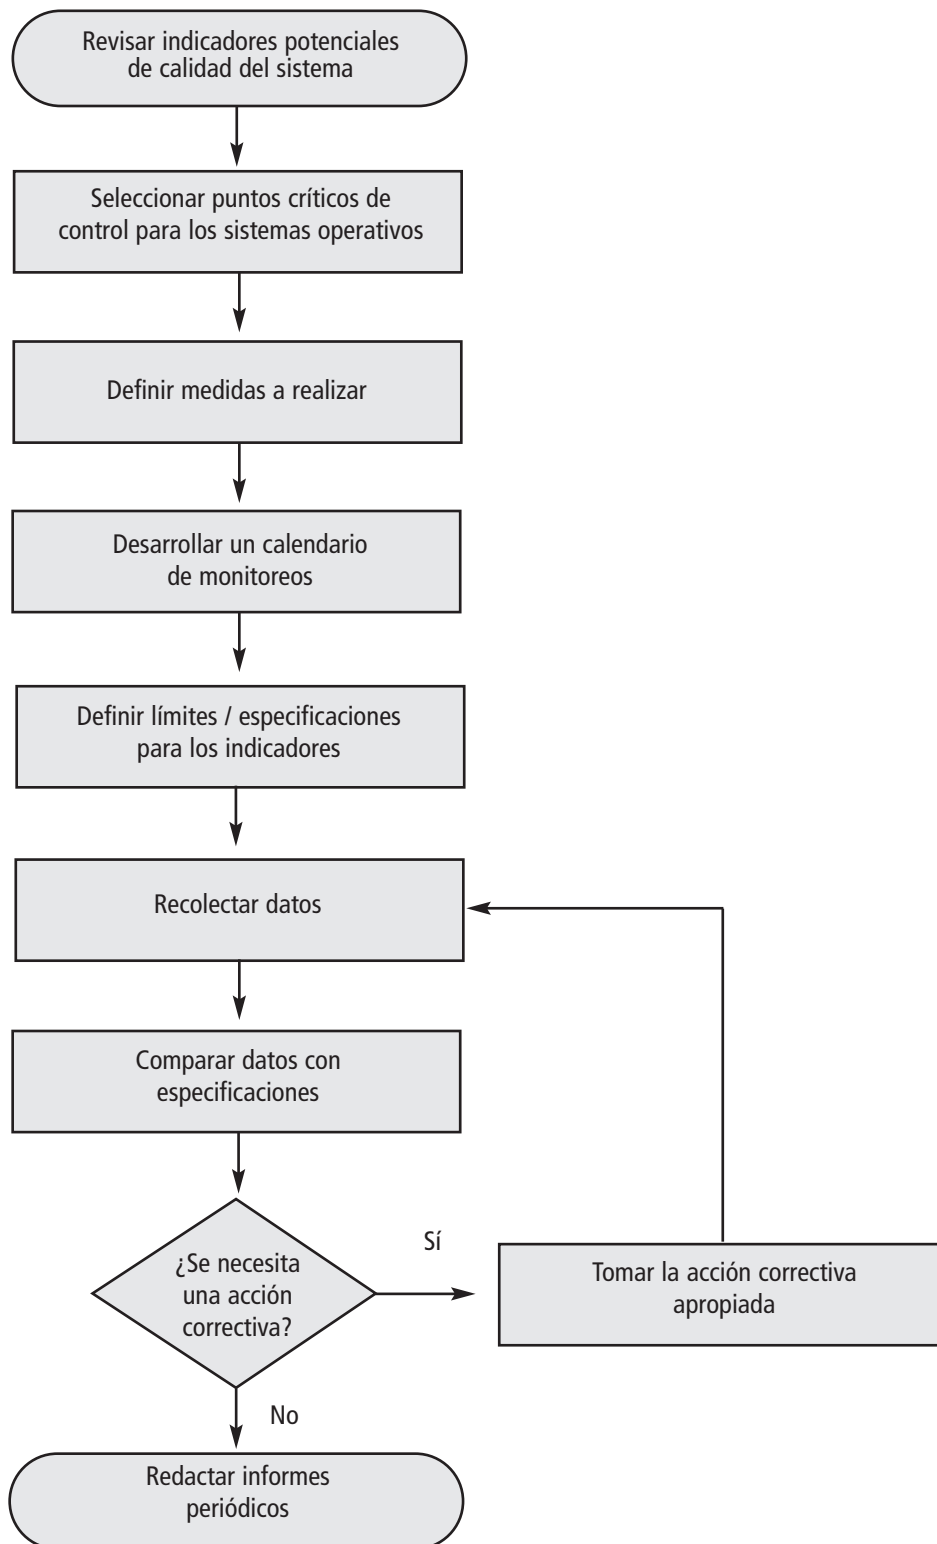 Revisar indicadores potenciales
de calidad del sistema
Seleccionar puntos críticos de
control para los sistemas operativos
Definir medidas a realizar
Desarrollar un calendario
de monitoreos
Definir límites / especificaciones
para los indicadores
Recolectar datos
Comparar datos con
especificaciones
¿Se necesita
una acción
correctiva?
Sí
Tomar la acción correctiva
apropiada
No
Redactar informes
periódicos